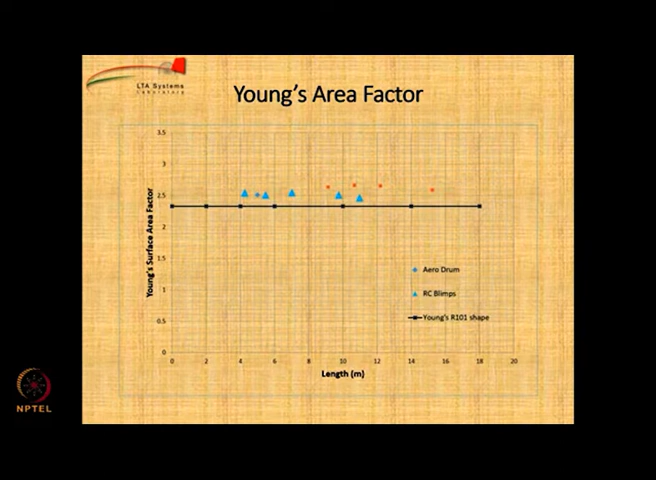 LTA Systems
Laboratory
Young's Area Factor
Young's Surface Area Factor
3.5
3
2.5
2
1.5
1
0.5
0
0 2 4 6 8 10 12 14 16 18 20
Length (m)
Aero Drum
RC Blimps
Young's R101 shape
NPTEL